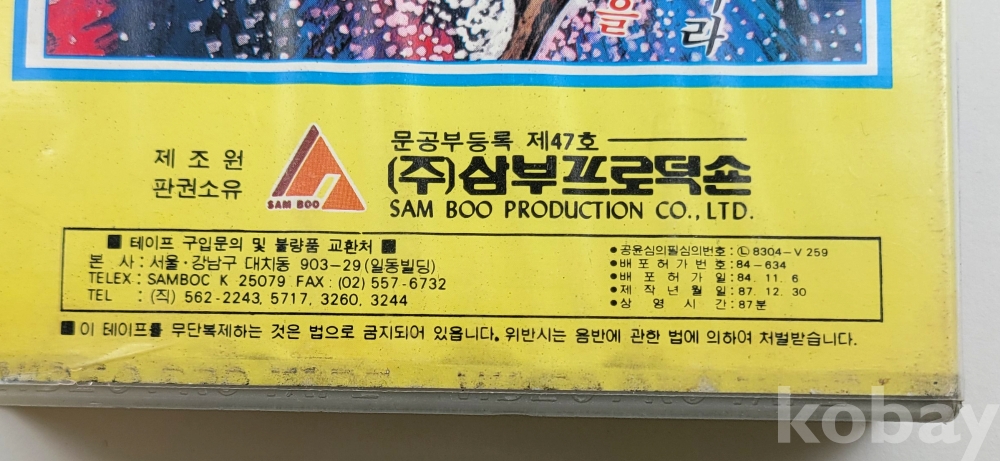 을
라
제조원
판권소유
SAM BOO
문공부등록 제47호
(주)삼부프로덕숀
SAM BOO PRODUCTION CO., LTD.
■ 테이프 구입문의 및 불량품 교환처 ■
본 사 : 서울·강남구 대치동 903-29 (일동빌딩)
TELEX : SAMBOC K 25079 FAX : (02) 557-6732
TEL : (직) 562-2243, 5717, 3260, 3244
●공윤심의필심의번호 : Ⓛ 8304-V 259
●배포허가번호 : 84-634
●배포허가일 : 84. 11. 6
●제작년월일 : 87. 12. 30
●상영시간 : 87분
■이 테이프를 무단복제하는 것은 법으로 금지되어 있읍니다. 위반시는 음반에 관한 법에 의하여 처벌받습니다.
kobay